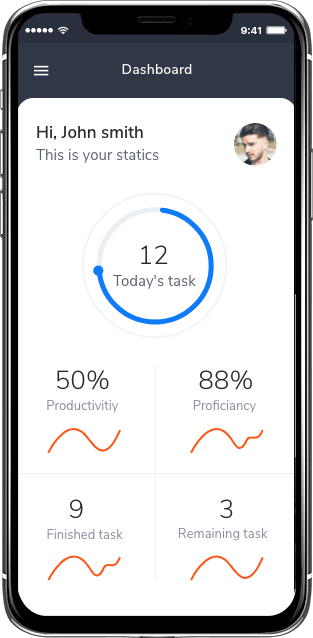 9:41
Dashboard
Hi, John smith
This is your statics
12
Today's task
50%
Productivitiy
88%
Proficiancy
9
Finished task
3
Remaining task